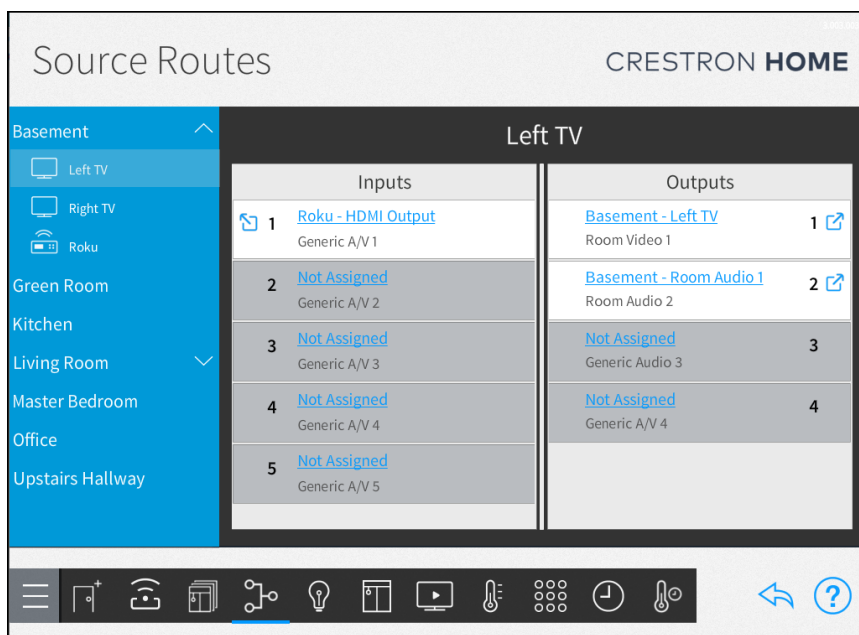 Source Routes
CRESTRON HOME
Basement
Left TV
Right TV
Roku
Green Room
Kitchen
Living Room
Master Bedroom
Office
Upstairs Hallway
Left TV
Inputs
1 Roku - HDMI Output
Generic A/V 1
2 Not Assigned
Generic A/V 2
3 Not Assigned
Generic A/V 3
4 Not Assigned
Generic A/V 4
5 Not Assigned
Generic A/V 5
Outputs
Basement - Left TV 1
Room Video 1
Basement - Room Audio 1 2
Room Audio 2
Not Assigned 3
Generic Audio 3
Not Assigned 4
Generic A/V 4
?